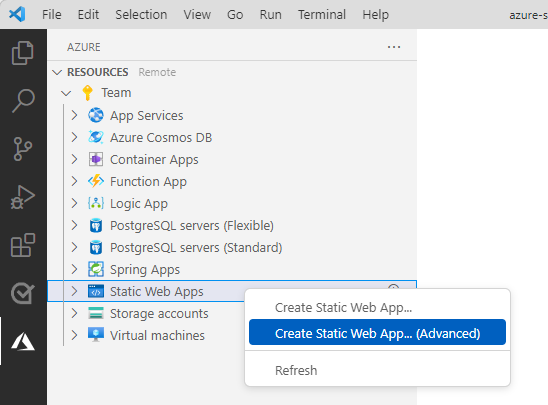 File Edit Selection View Go Run Terminal Help azure-s
AZURE
RESOURCES Remote
Team
App Services
Azure Cosmos DB
Container Apps
Function App
Logic App
PostgreSQL servers (Flexible)
PostgreSQL servers (Standard)
Spring Apps
Static Web Apps
Create Static Web App...
Storage accounts
Create Static Web App... (Advanced)
Virtual machines
Refresh